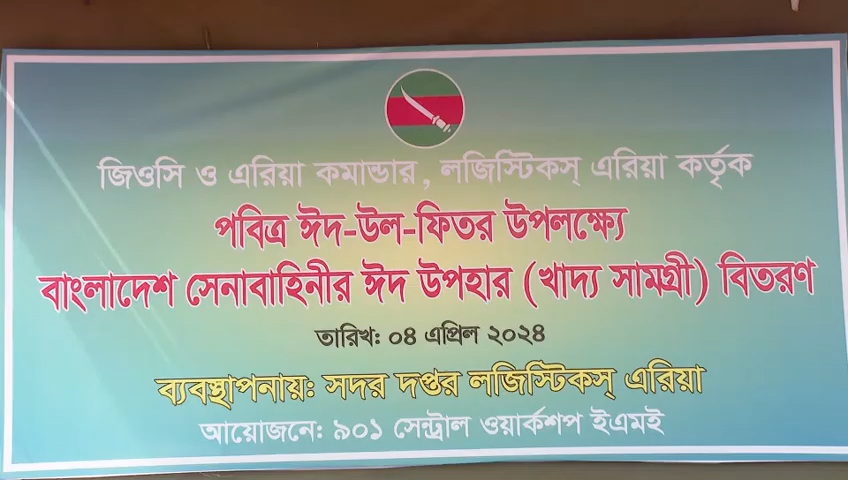 জিওসি ও এরিয়া কমান্ডার, লজিস্টিকস্ এরিয়া কর্তৃক
পবিত্র ঈদ-উল-ফিতর উপলক্ষ্যে
বাংলাদেশ সেনাবাহিনীর ঈদ উপহার (খাদ্য সামগ্রী) বিতরণ
তারিখ: ০৪ এপ্রিল ২০২৪
ব্যবস্থাপনায়: সদর দপ্তর লজিস্টিকস্ এরিয়া
আয়োজনে: ৯০১ সেন্ট্রাল ওয়ার্কশপ ইএমই